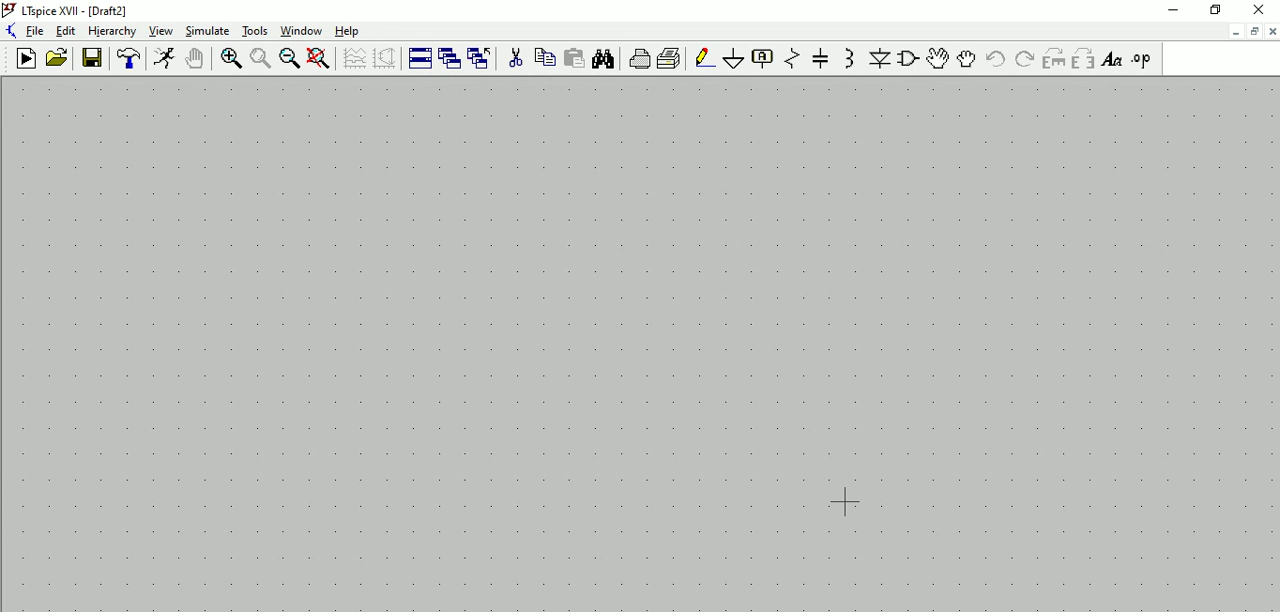 LTspice XVII - [Draft2]
File Edit Hierarchy View Simulate Tools Window Help
A Aa .op